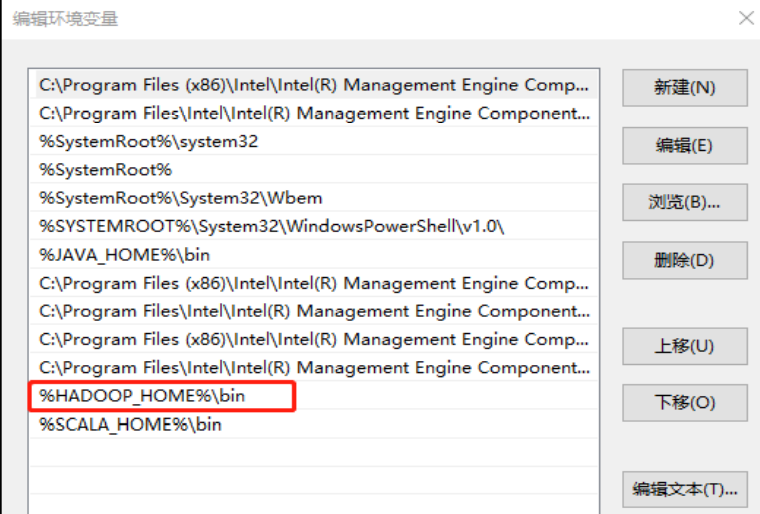 编辑环境变量
C:\Program Files (x86)\Intel\Intel(R) Management Engine Comp...
C:\Program Files\Intel\Intel(R) Management Engine Component...
%SystemRoot%\system32
%SystemRoot%
%SystemRoot%\System32\Wbem
%SYSTEMROOT%\System32\WindowsPowerShell\v1.0\
%JAVA_HOME%\bin
C:\Program Files (x86)\Intel\Intel(R) Management Engine Comp...
C:\Program Files\Intel\Intel(R) Management Engine Component...
C:\Program Files (x86)\Intel\Intel(R) Management Engine Comp...
C:\Program Files\Intel\Intel(R) Management Engine Component...
%HADOOP_HOME%\bin
%SCALA_HOME%\bin
新建(N)
编辑(E)
浏览(B)...
删除(D)
上移(U)
下移(O)
编辑文本(T)...